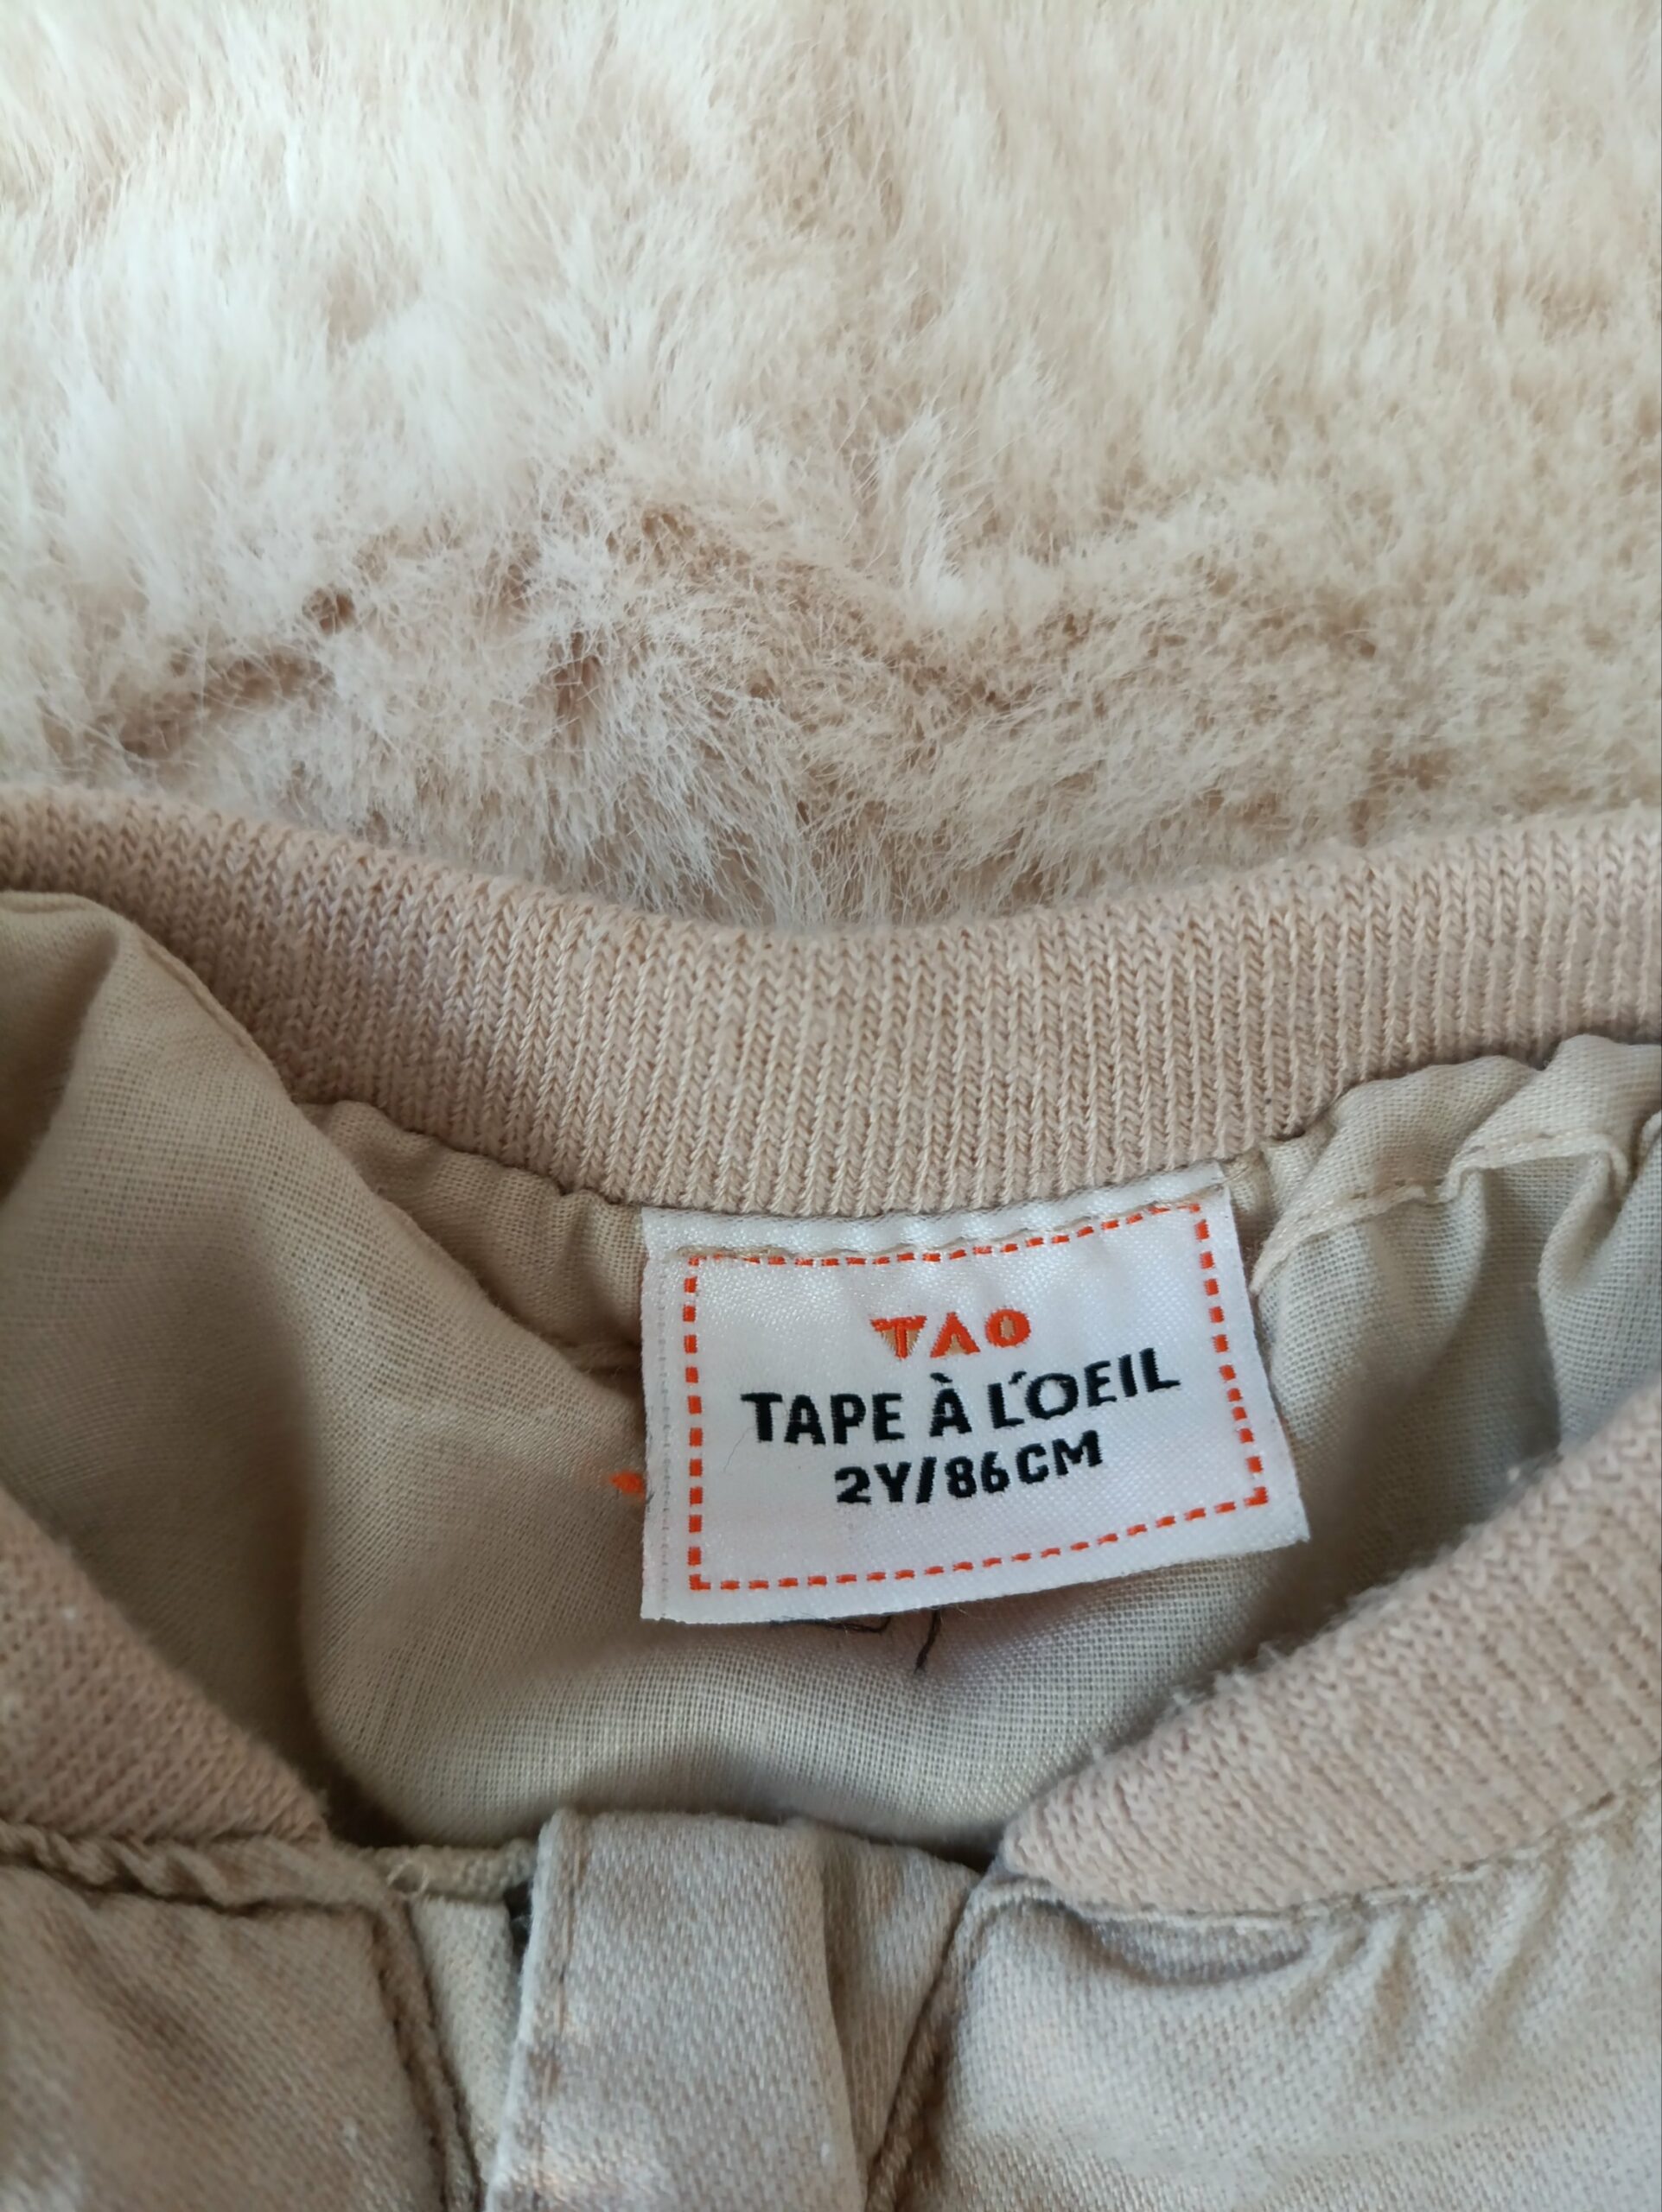 TAO
TAPE À L'OEIL
2Y/86CM